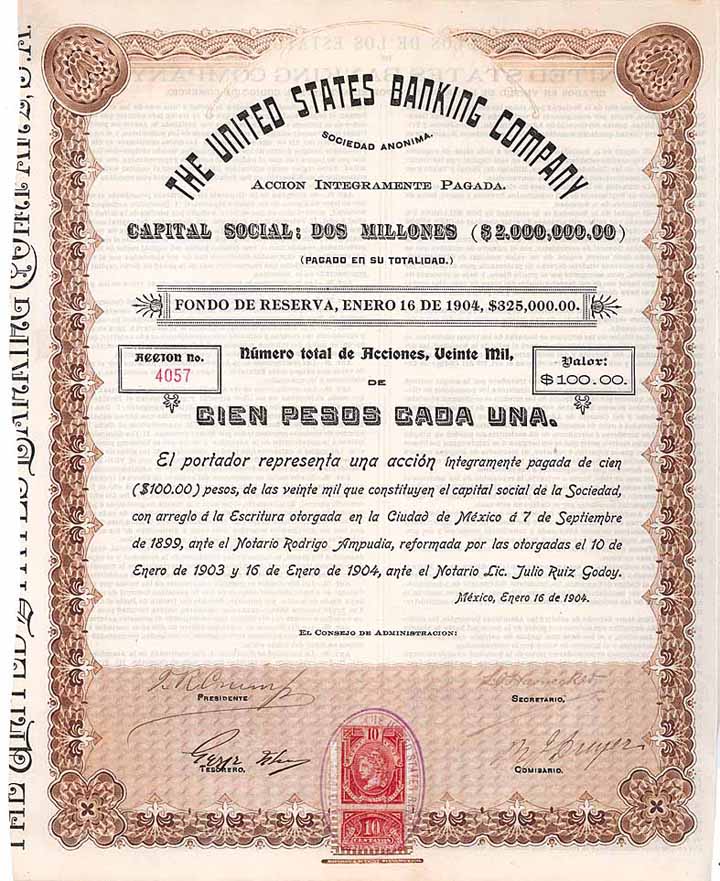 THE UNITED STATES BANKING COMPANY
SOCIEDAD ANONIMA.
ACCION INTEGRAMENTE PAGADA.
CAPITAL SOCIAL: DOS MILLONES ($2.000,000.00)
(PAGADO EN SU TOTALIDAD.)
FONDO DE RESERVA, ENERO 16 DE 1904, $325,000.00.
ACCION No. 4057
Número total de Acciones, Veinte Mil,
Valor: $100.00.
DE
CIEN PESOS CADA UNA.
El portador representa una acción íntegramente pagada de cien
($100.00) pesos, de las veinte mil que constituyen el capital social de la Sociedad,
con arreglo á la Escritura otorgada en la Ciudad de México á 7 de Septiembre
de 1899, ante el Notario Rodrigo Ampudia, reformada por las otorgadas el 10 de
Enero de 1903 y 16 de Enero de 1904, ante el Notario Lic. Julio Ruiz Godoy.
México, Enero 16 de 1904.
EL CONSEJO DE ADMINISTRACION:
PRESIDENTE
SECRETARIO.
TESORERO.
COMISARIO.
10
10
THE UNITED STATES BANKING COMPANY, S.A.